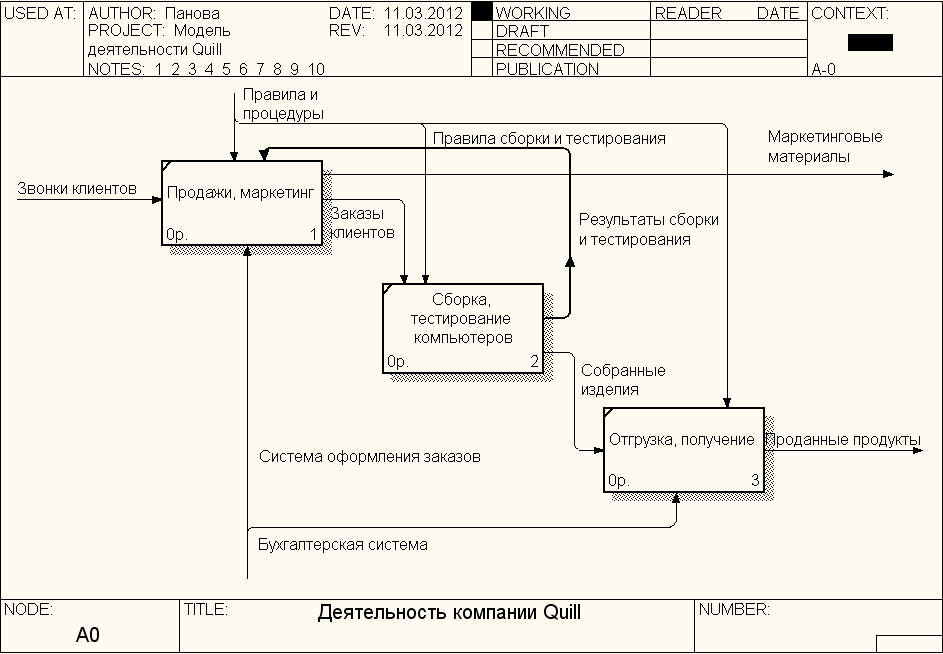 USED AT:
AUTHOR: Панова
DATE: 11.03.2012
PROJECT: Модель
REV: 11.03.2012
деятельности Quill
NOTES: 1 2 3 4 5 6 7 8 9 10
WORKING
DRAFT
RECOMMENDED
PUBLICATION
READER DATE
CONTEXT:
A-0
Правила и
процедуры
Правила сборки и тестирования
Маркетинговые
материалы
Звонки клиентов
Продажи, маркетинг
0р. 1
Заказы
клиентов
Результаты сборки
и тестирования
Сборка,
тестирование
компьютеров
0р. 2
Собранные
изделия
Отгрузка, получение
0р. 3
Проданные продукты
Система оформления заказов
Бухгалтерская система
NODE:
A0
TITLE:
Деятельность компании Quill
NUMBER: